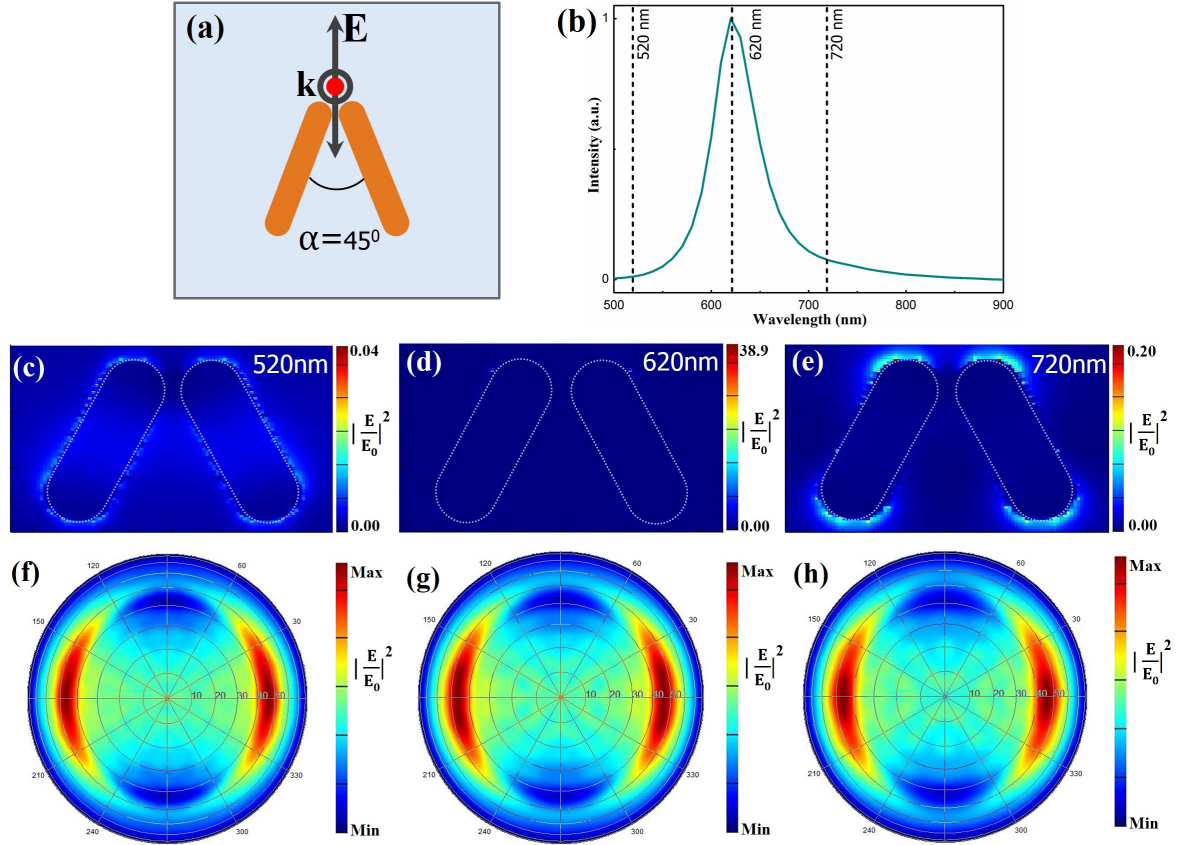 (a)
E
k
α=45⁰
(b)
520 nm
620 nm
720 nm
1
0
Intensity (a.u.)
500
600
700
800
900
Wavelength (nm)
(c)
520nm
0.04
|E/E₀|²
0.00
(d)
620nm
38.9
|E/E₀|²
0.00
(e)
720nm
0.20
|E/E₀|²
0.00
(f)
120
60
150
30
10 20 30 40 50
210
330
240
300
Max
|E/E₀|²
Min
(g)
120
60
150
30
10 20 30 40 50
210
330
240
300
Max
|E/E₀|²
Min
(h)
120
60
150
30
10 20 30 40 50
210
330
240
300
Max
|E/E₀|²
Min